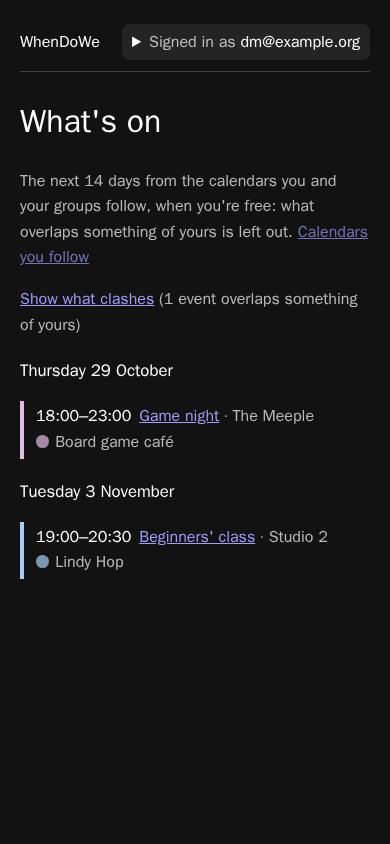 WhenDoWe
▶ Signed in as dm@example.org
What's on
The next 14 days from the calendars you and
your groups follow, when you're free: what
overlaps something of yours is left out. Calendars
you follow
Show what clashes (1 event overlaps something
of yours)
Thursday 29 October
18:00–23:00 Game night · The Meeple
Board game café
Tuesday 3 November
19:00–20:30 Beginners' class · Studio 2
Lindy Hop